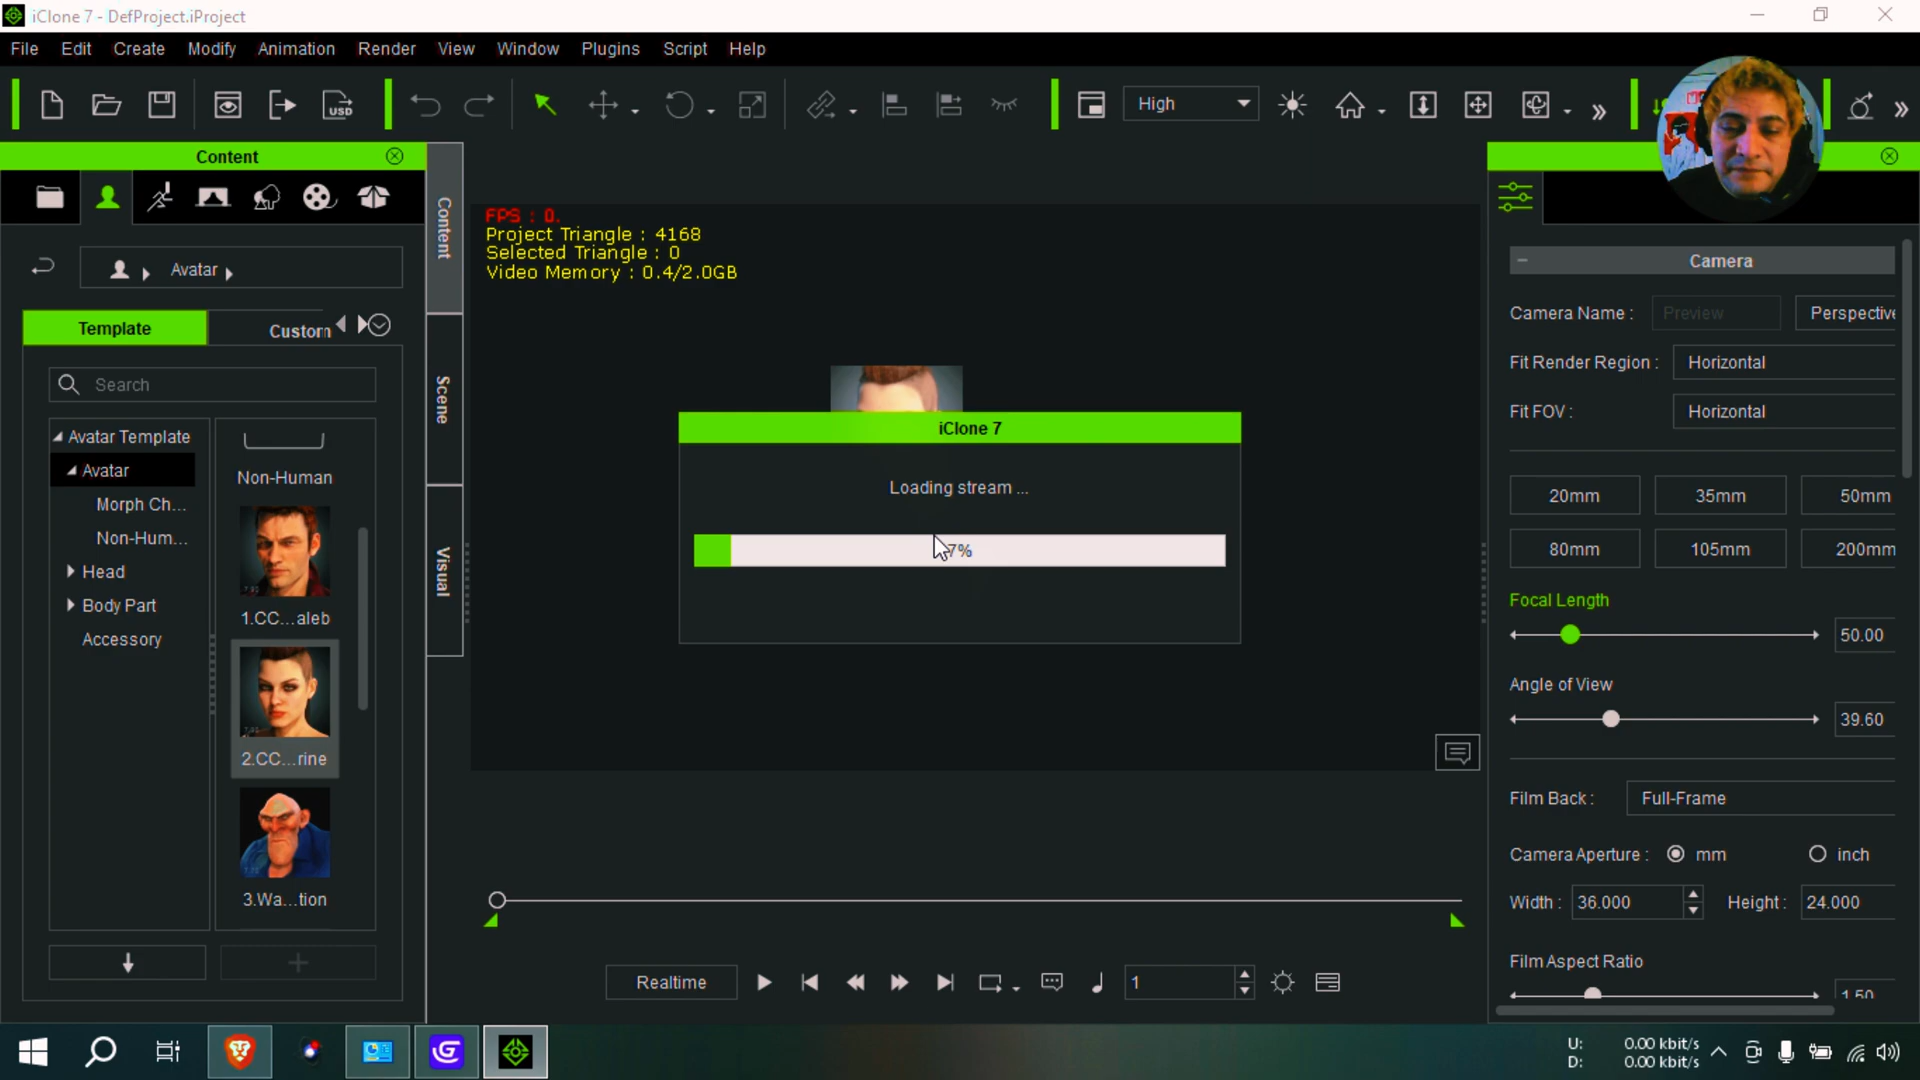 iClone 7 - DefProject.iProject
File Edit Create Modify Animation Render View Window Plugins Script Help
USD
High
Content
Avatar
Template
Custom
Search
Avatar Template
Avatar
Morph Ch...
Non-Hum...
Head
Body Part
Accessory
Non-Human
1.CC...aleb
2.CC...rine
3.Wa...tion
Content
Scene
Visual
FPS : 0.
Project Triangle : 4168
Selected Triangle : 0
Video Memory : 0.4/2.0GB
iClone 7
Loading stream ...
7%
Realtime
1
Camera
Camera Name : Preview Perspective
Fit Render Region : Horizontal
Fit FOV : Horizontal
20mm 35mm 50mm
80mm 105mm 200mm
Focal Length
50.00
Angle of View
39.60
Film Back : Full-Frame
Camera Aperture : mm inch
Width : 36.000 Height : 24.000
Film Aspect Ratio
1.50
U: 0.00 kbit/s
D: 0.00 kbit/s